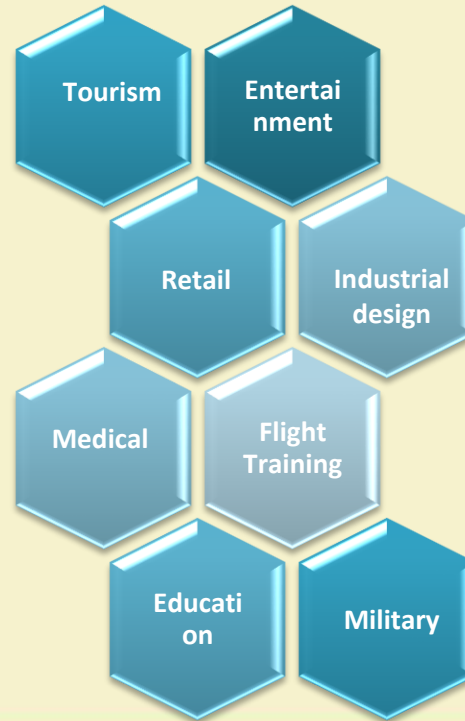 Tourism
Entertai
nment
Retail
Industrial
design
Medical
Flight
Training
Educati
on
Military